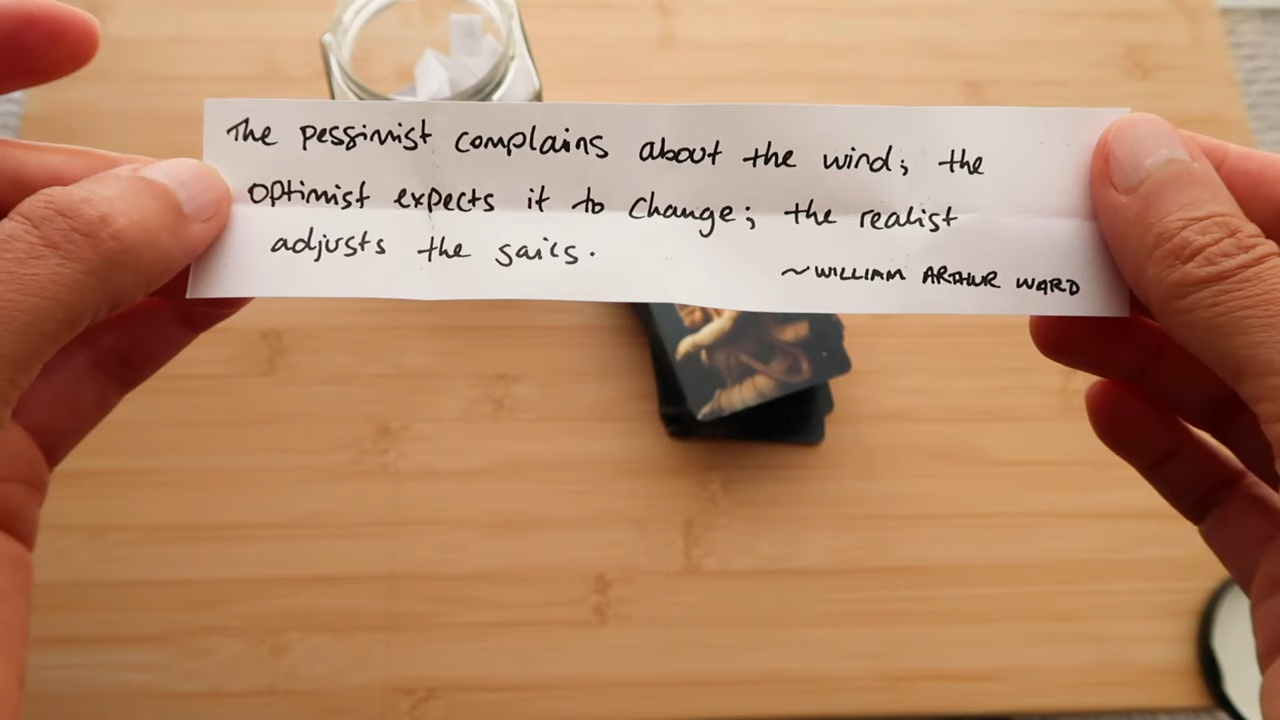 The pessimist complains about the wind; the
optimist expects it to change; the realist
adjusts the sails.
~WILLIAM ARTHUR WARD